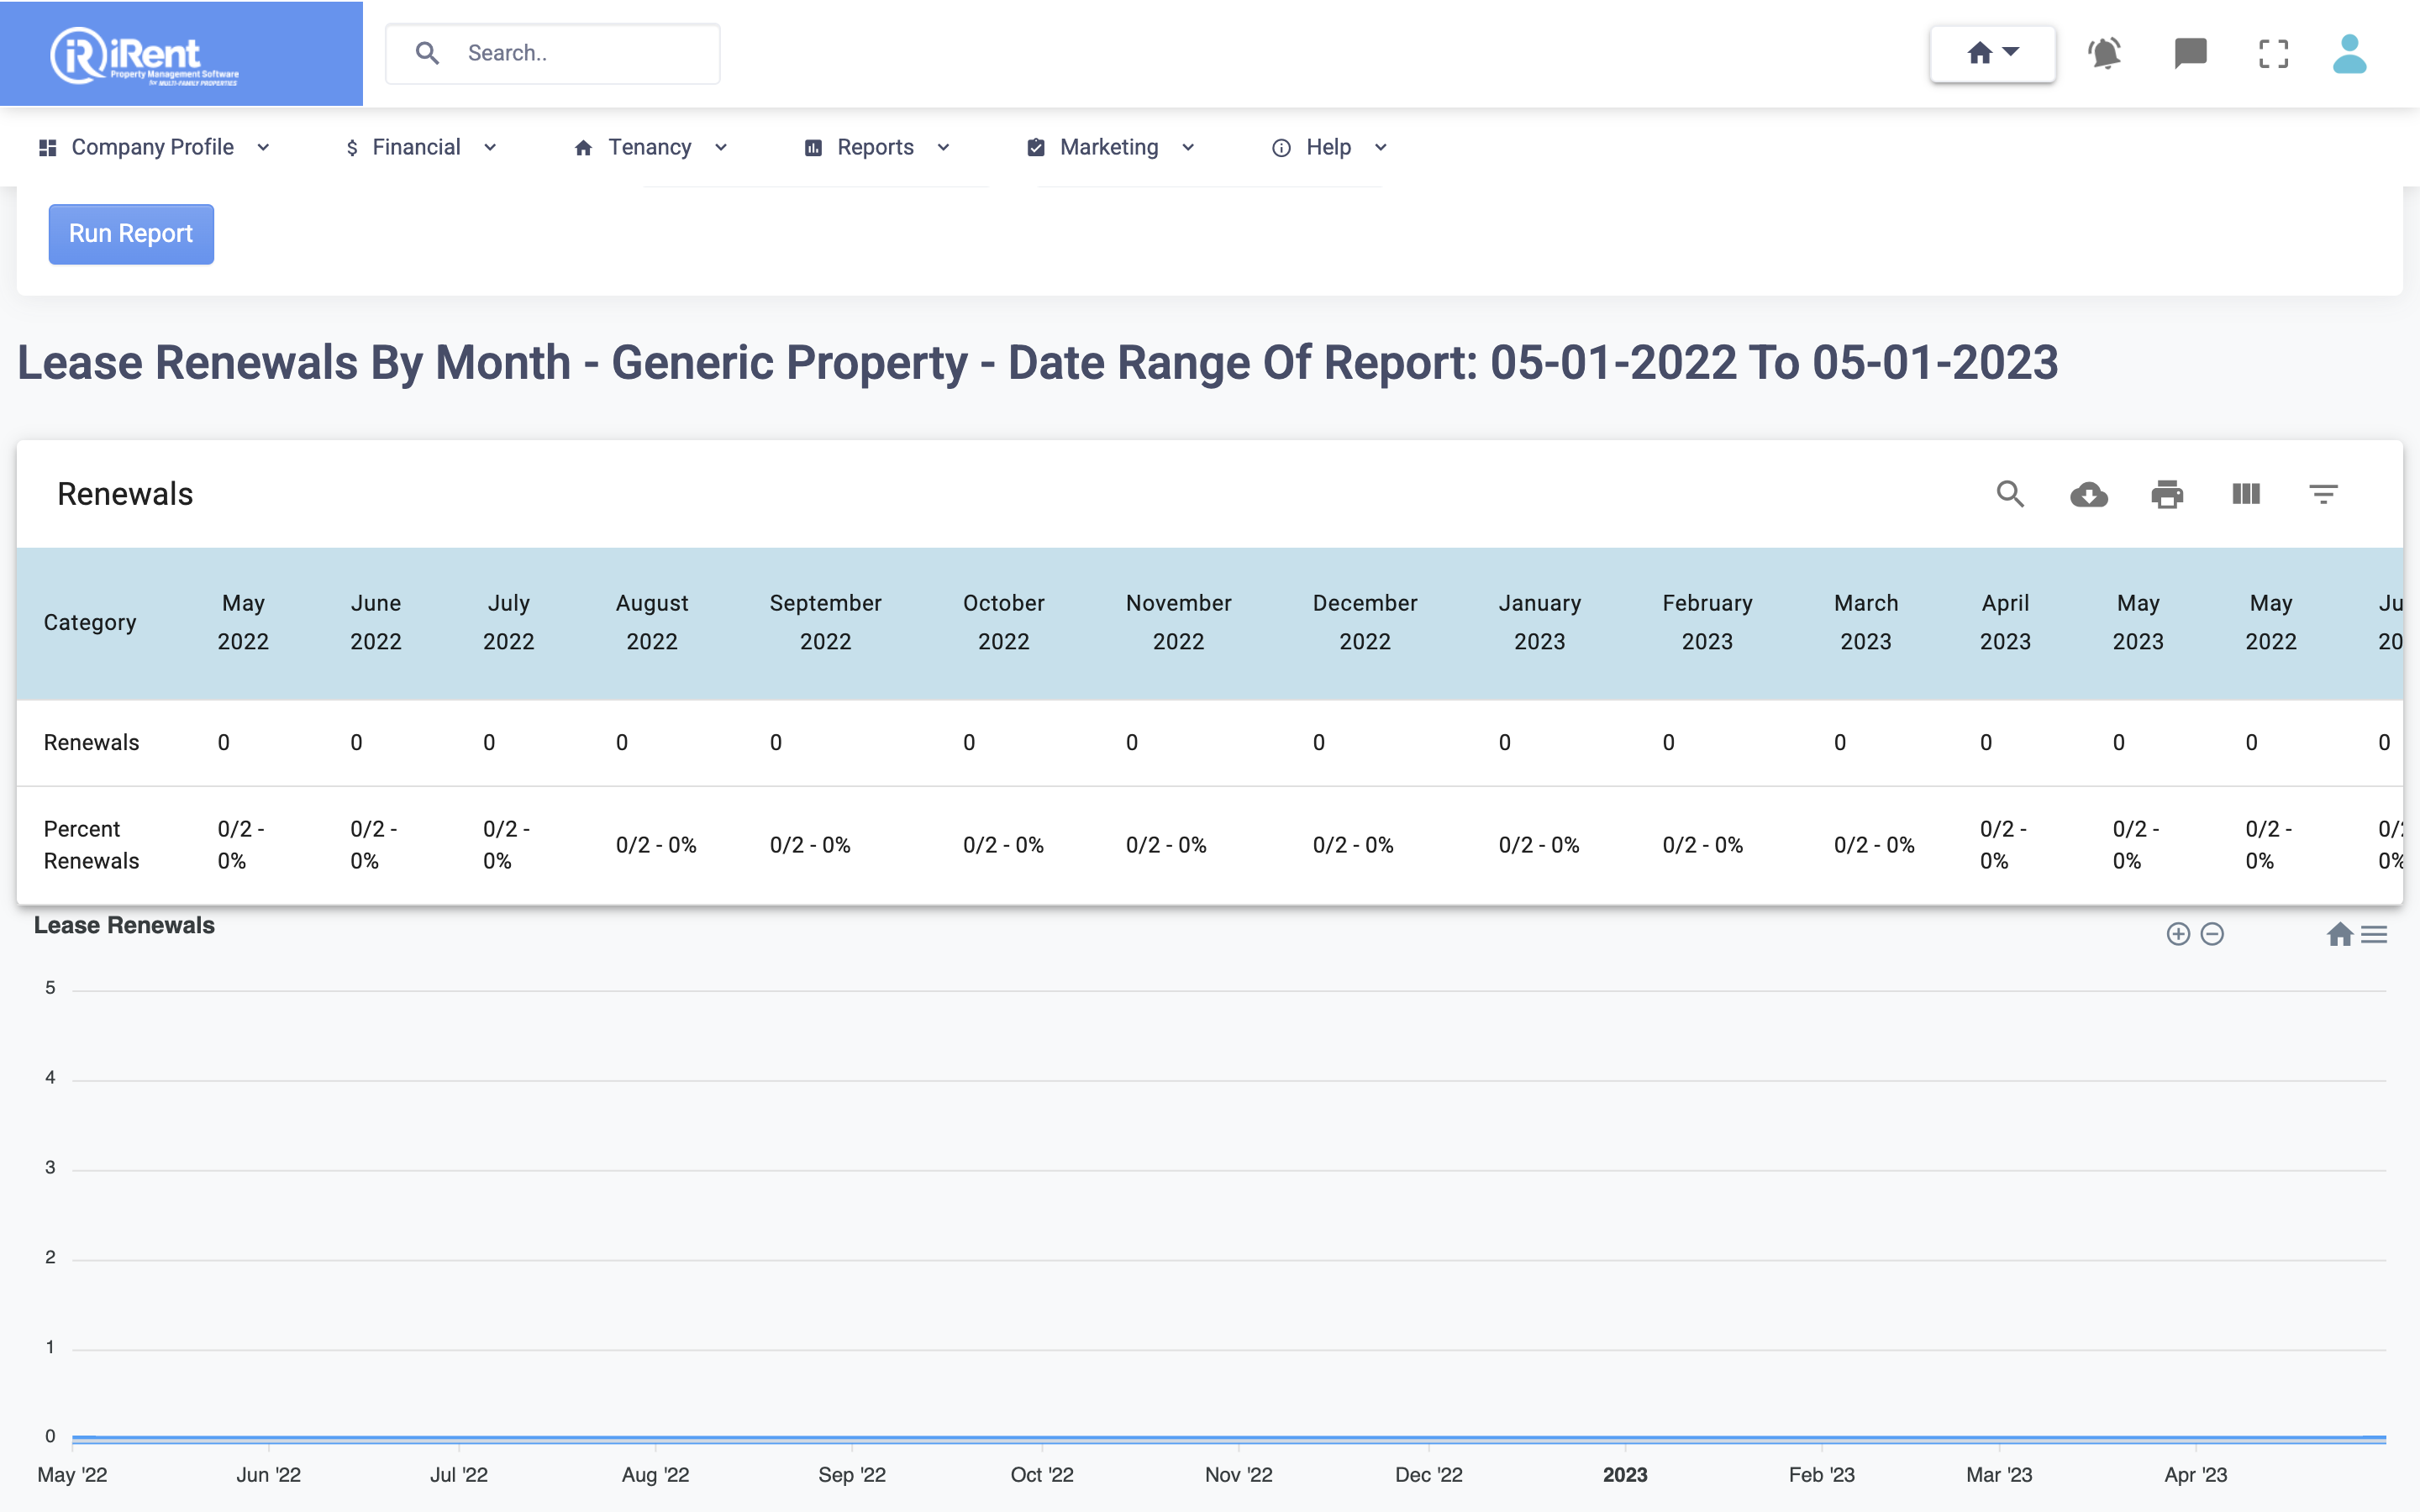 iRent
Property Management Software
for MULTI-FAMILY PROPERTIES
Search..
Company Profile
Financial
Tenancy
Reports
Marketing
Help
Run Report
Lease Renewals By Month - Generic Property - Date Range Of Report: 05-01-2022 To 05-01-2023
Renewals
Category May 2022 June 2022 July 2022 August 2022 September 2022 October 2022 November 2022 December 2022 January 2023 February 2023 March 2023 April 2023 May 2023 May 2022
Renewals 0 0 0 0 0 0 0 0 0 0 0 0 0 0 0
Percent Renewals 0/2 - 0% 0/2 - 0% 0/2 - 0% 0/2 - 0% 0/2 - 0% 0/2 - 0% 0/2 - 0% 0/2 - 0% 0/2 - 0% 0/2 - 0% 0/2 - 0% 0/2 - 0% 0/2 - 0% 0/2 - 0%
Lease Renewals
5
4
3
2
1
0
May '22 Jun '22 Jul '22 Aug '22 Sep '22 Oct '22 Nov '22 Dec '22 2023 Feb '23 Mar '23 Apr '23